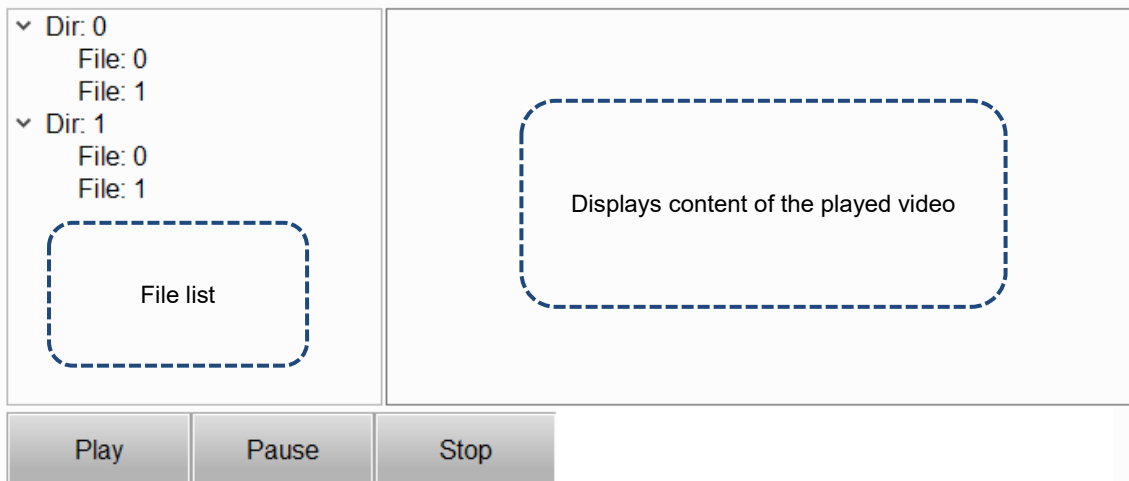 Dir: 0
File: 0
File: 1
Dir: 1
File: 0
File: 1
File list
Displays content of the played video
Play
Pause
Stop